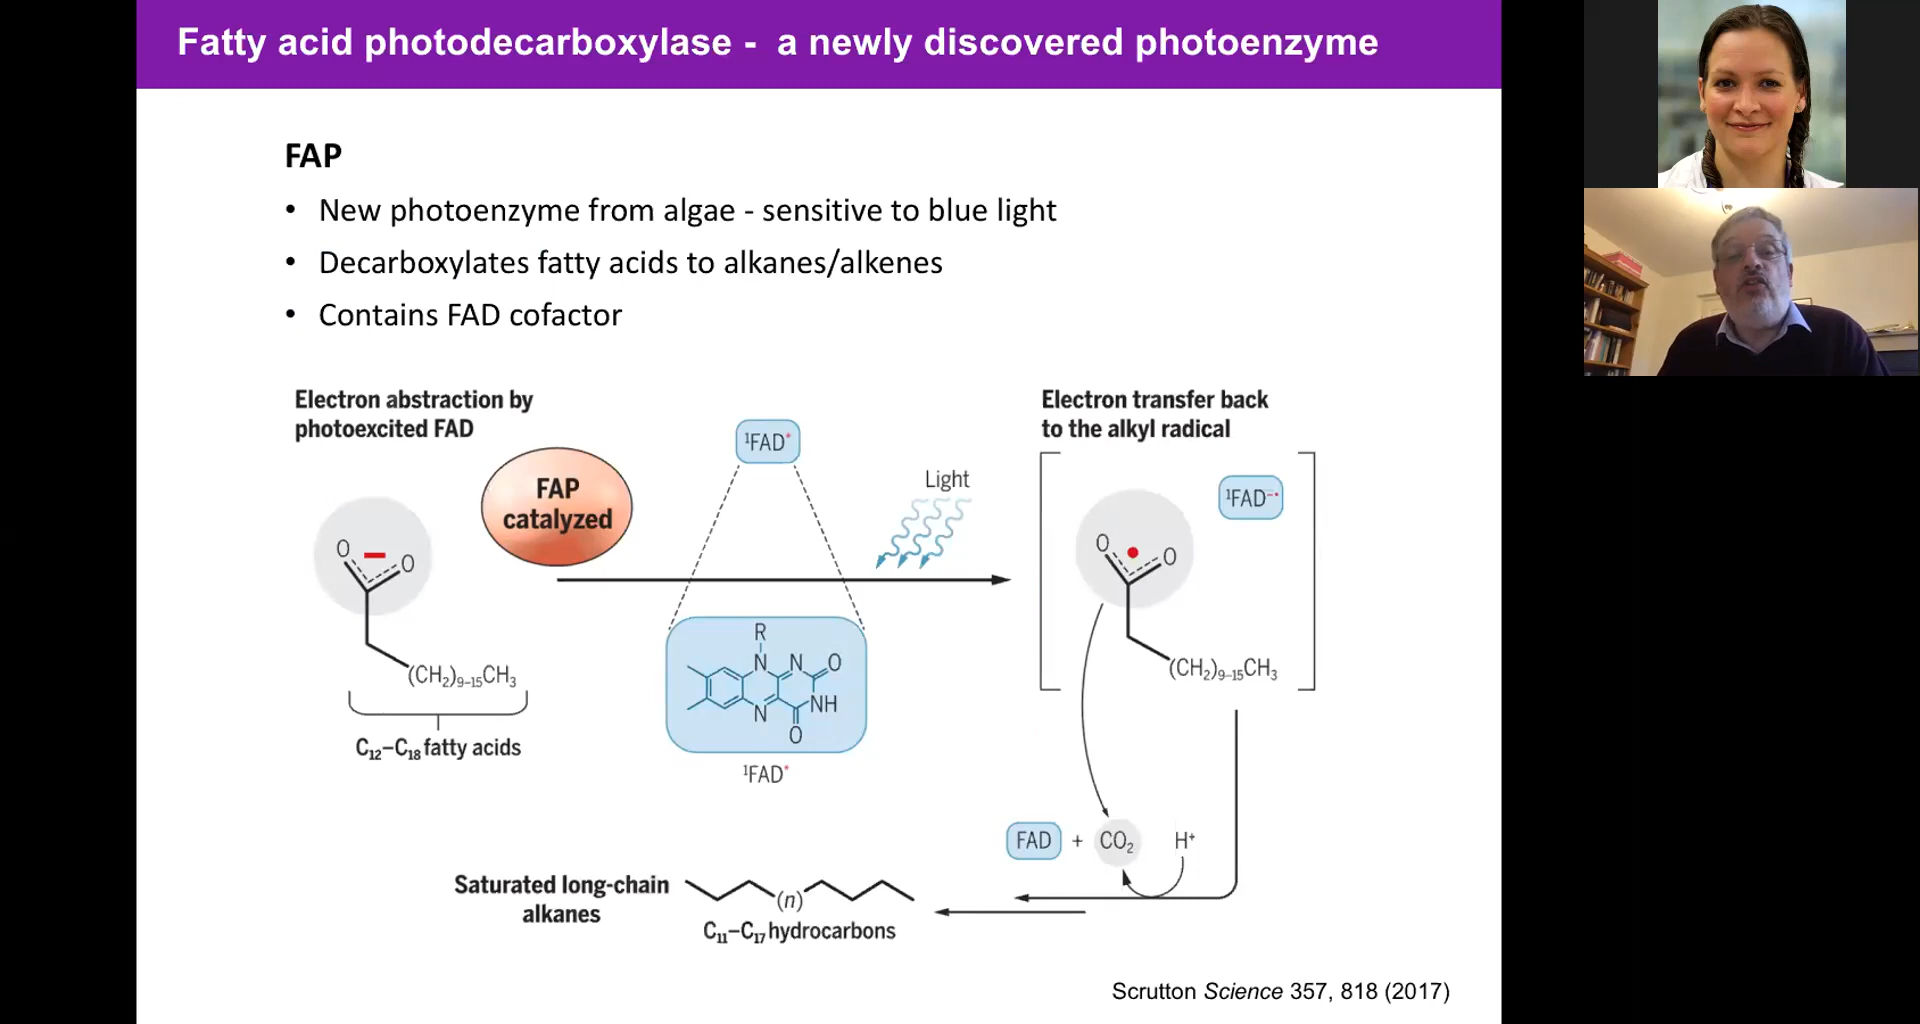 Fatty acid photodecarboxylase - a newly discovered photoenzyme
FAP
• New photoenzyme from algae - sensitive to blue light
• Decarboxylates fatty acids to alkanes/alkenes
• Contains FAD cofactor
Electron abstraction by
photoexcited FAD
FAP
catalyzed
¹FAD*
Light
Electron transfer back
to the alkyl radical
¹FAD⁻•
O
O
(CH₂)₉₋₁₅CH₃
C₁₂–C₁₈ fatty acids
R
N
N
O
N
NH
O
¹FAD*
O
O
(CH₂)₉₋₁₅CH₃
FAD + CO₂ H⁺
Saturated long-chain
alkanes
(n)
C₁₁–C₁₇ hydrocarbons
Scrutton Science 357, 818 (2017)